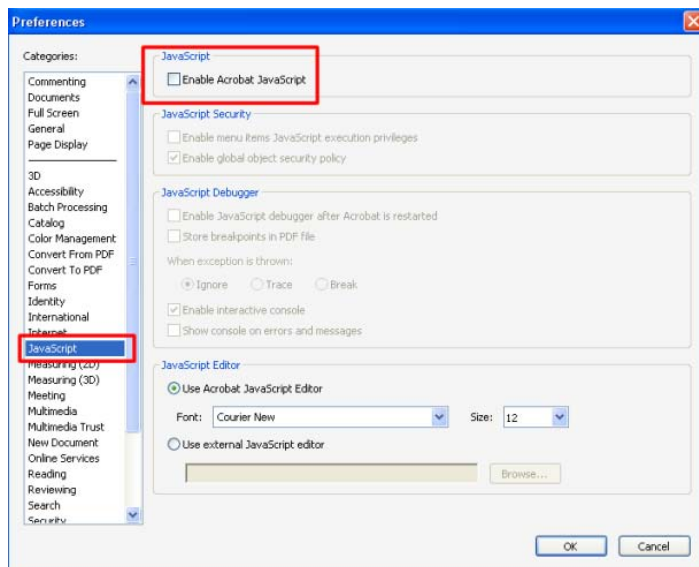 Preferences
Categories:
Commenting
Documents
Full Screen
General
Page Display
3D
Accessibility
Batch Processing
Catalog
Color Management
Convert From PDF
Convert To PDF
Forms
Identity
International
Internet
JavaScript
Measuring (2D)
Measuring (3D)
Meeting
Multimedia
Multimedia Trust
New Document
Online Services
Reading
Reviewing
Search
Security
JavaScript
Enable Acrobat JavaScript
JavaScript Security
Enable menu items JavaScript execution privileges
Enable global object security policy
JavaScript Debugger
Enable JavaScript debugger after Acrobat is restarted
Store breakpoints in PDF file
When exception is thrown:
Ignore Trace Break
Enable interactive console
Show console on errors and messages
JavaScript Editor
Use Acrobat JavaScript Editor
Font: Courier New Size: 12
Use external JavaScript editor
Browse...
OK Cancel